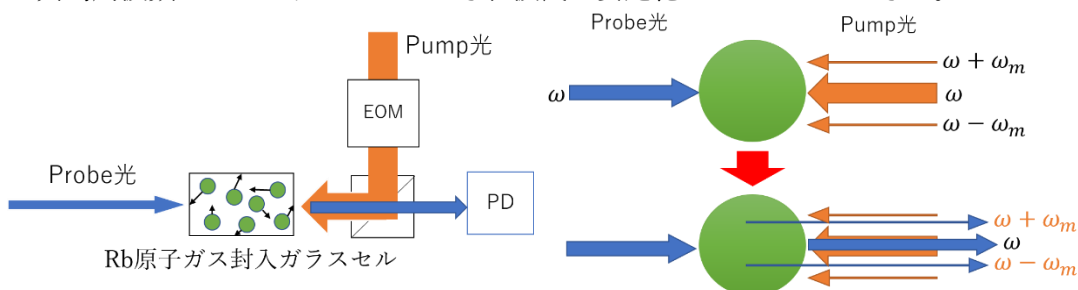 Probe光
Pump光
Pump光
ω + ω_m
EOM
ω
ω
ω − ω_m
Probe光
PD
ω + ω_m
ω
ω − ω_m
Rb原子ガス封入ガラスセル